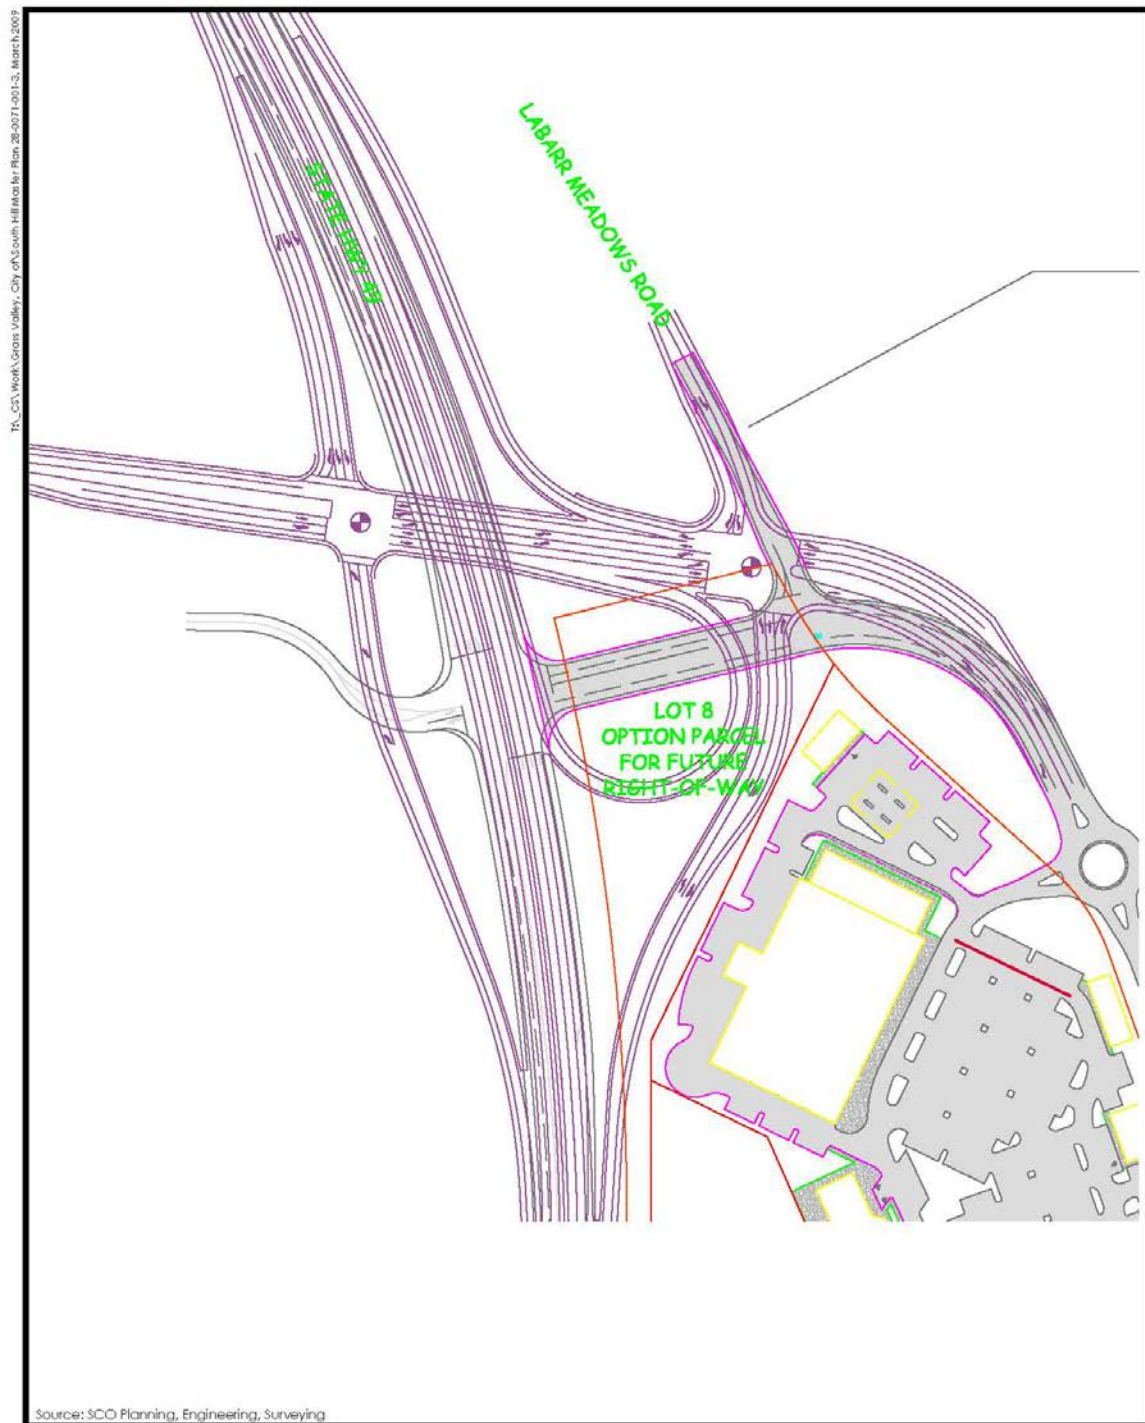 T:\_CS\Work\Grass Valley, City of\South Hill Master Plan 28-0071-001-3, March 2009
STATE HWY 49
LABARR MEADOWS ROAD
LOT 8
OPTION PARCEL
FOR FUTURE
RIGHT-OF-WAY
Source: SCO Planning, Engineering, Surveying